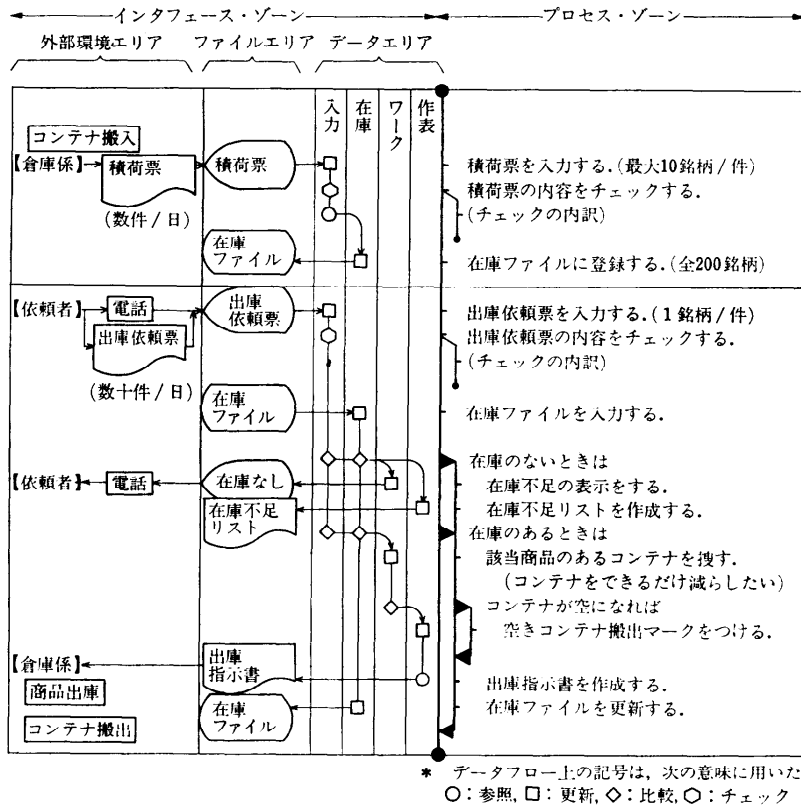 インタフェース・ゾーン プロセス・ゾーン
外部環境エリア ファイルエリア データエリア
入力 在庫 ワーク 作表
コンテナ搬入
【倉庫係】 積荷票 積荷票 積荷票を入力する.(最大10銘柄/件)
積荷票の内容をチェックする.
(数件/日) (チェックの内訳)
在庫
ファイル 在庫ファイルに登録する.(全200銘柄)
【依頼者】 電話 出庫
依頼票 出庫依頼票を入力する.(1銘柄/件)
出庫依頼票 出庫依頼票の内容をチェックする.
(チェックの内訳)
(数十件/日) 在庫
ファイル 在庫ファイルを入力する.
在庫のないときは
【依頼者】 電話 在庫なし 在庫不足の表示をする.
在庫不足
リスト 在庫不足リストを作成する.
在庫のあるときは
該当商品のあるコンテナを捜す.
(コンテナをできるだけ減らしたい)
コンテナが空になれば
空きコンテナ搬出マークをつける.
【倉庫係】 出庫
指示書 出庫指示書を作成する.
商品出庫 在庫
ファイル 在庫ファイルを更新する.
コンテナ搬出
* データフロー上の記号は,次の意味に用いた
○:参照,□:更新,◇:比較,⬡:チェック